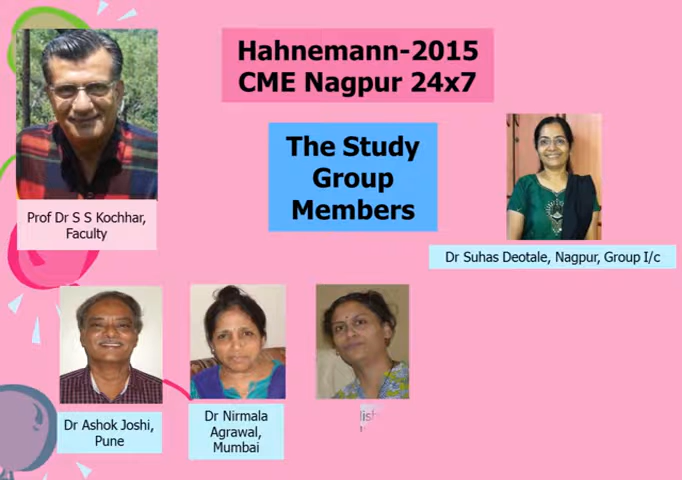 Hahnemann-2015
CME Nagpur 24x7
The Study
Group
Members
Prof Dr S S Kochhar,
Faculty
Dr Suhas Deotale, Nagpur, Group I/c
Dr Ashok Joshi,
Pune
Dr Nirmala
Agrawal,
Mumbai